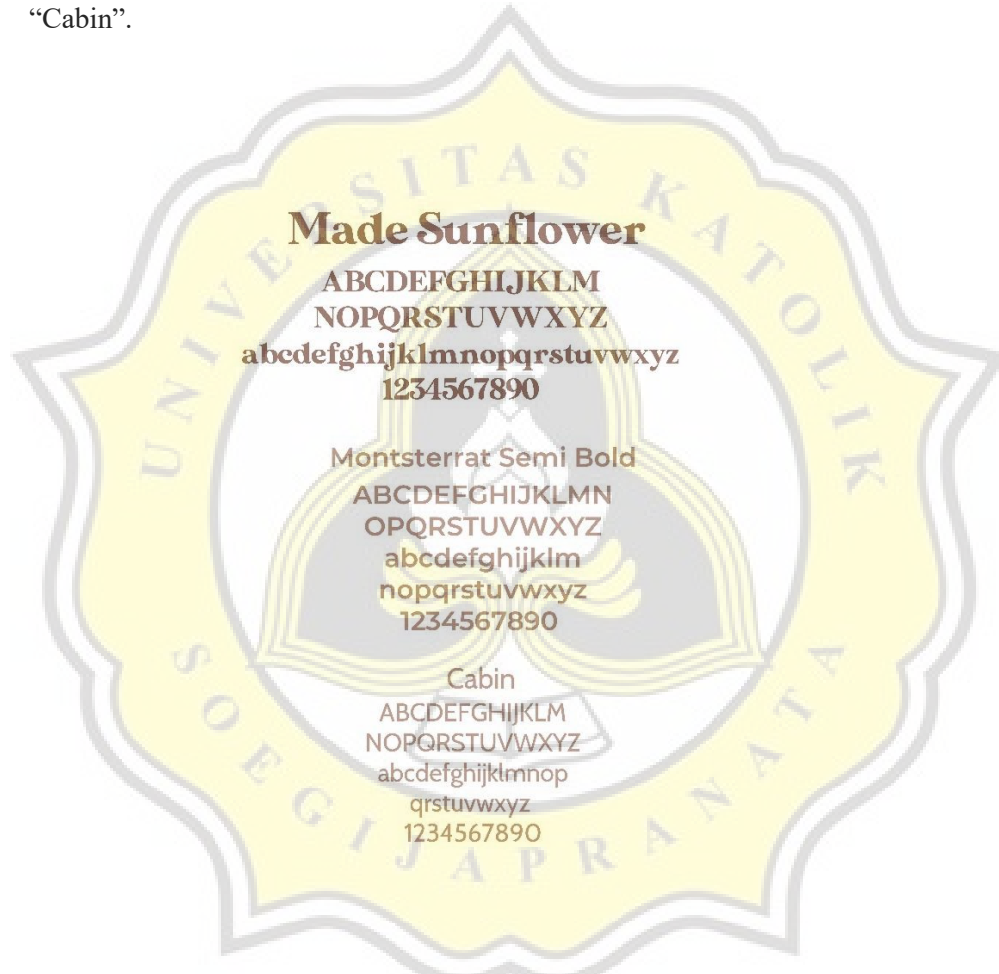 “Cabin”.
UNIVERSITAS KATOLIK
Made Sunflower
ABCDEFGHIJKLM
NOPQRSTUVWXYZ
abcdefghijklmnopqrstuvwxyz
1234567890
Montsterrat Semi Bold
ABCDEFGHIJKLMN
OPQRSTUVWXYZ
abcdefghijklm
nopqrstuvwxyz
1234567890
Cabin
ABCDEFGHIJKLM
NOPQRSTUVWXYZ
abcdefghijklmnop
qrstuvwxyz
1234567890
SOEGIJAPRANATA